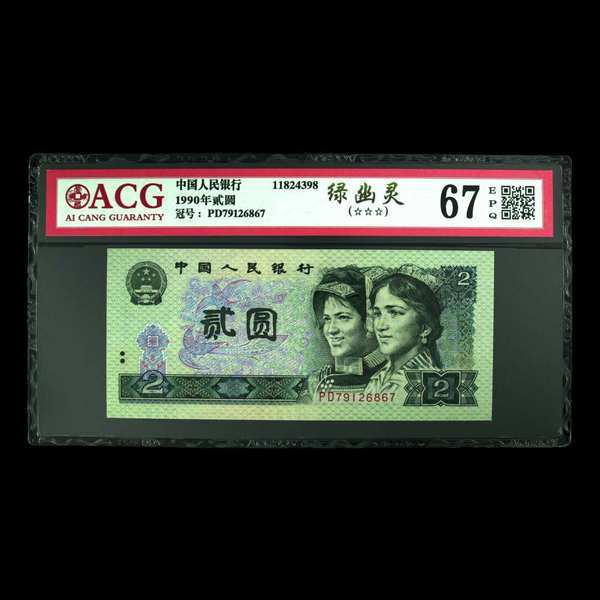 ACG
AI CANG GUARANTY
中国人民银行 11824398
1990年贰圆
冠号: PD79126867
绿幽灵
(☆☆☆)
67
EPQ
中国人民银行
2
贰圆
PD79126867
2
2